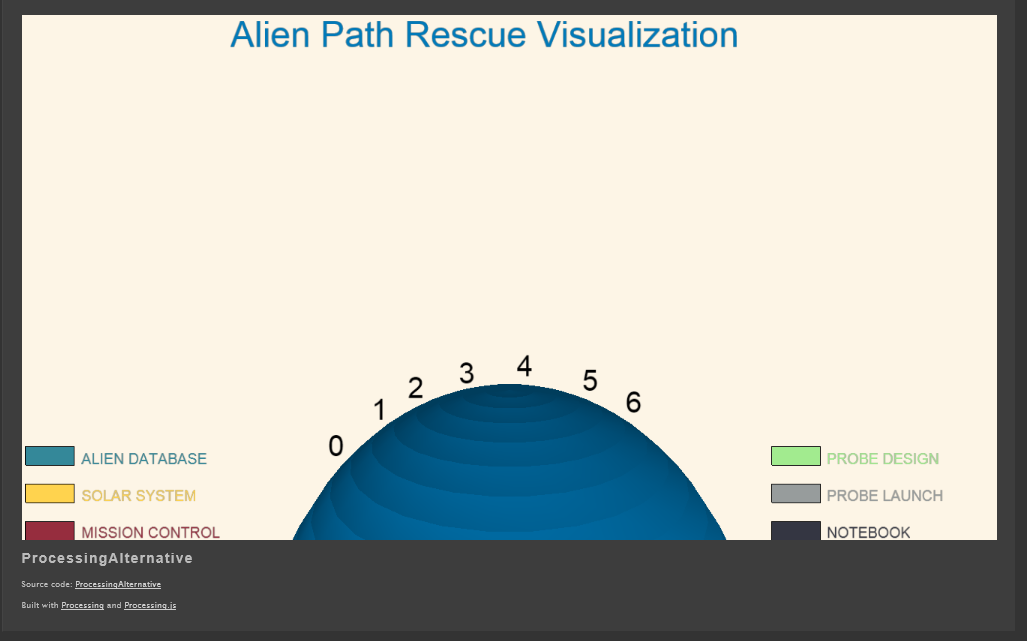 Alien Path Rescue Visualization
0 1 2 3 4 5 6
ALIEN DATABASE
SOLAR SYSTEM
MISSION CONTROL
PROBE DESIGN
PROBE LAUNCH
NOTEBOOK
ProcessingAlternative
Source code: ProcessingAlternative
Built with Processing and Processing.js